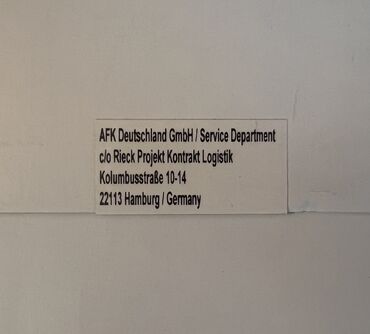 AFK Deutschland GmbH / Service Department
c/o Rieck Projekt Kontrakt Logistik
Kolumbusstraße 10-14
22113 Hamburg / Germany